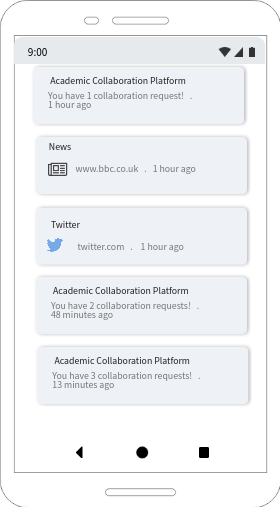 9:00
Academic Collaboration Platform
You have 1 collaboration request! .
1 hour ago
News
www.bbc.co.uk . 1 hour ago
Twitter
twitter.com . 1 hour ago
Academic Collaboration Platform
You have 2 collaboration requests! .
48 minutes ago
Academic Collaboration Platform
You have 3 collaboration requests! .
13 minutes ago